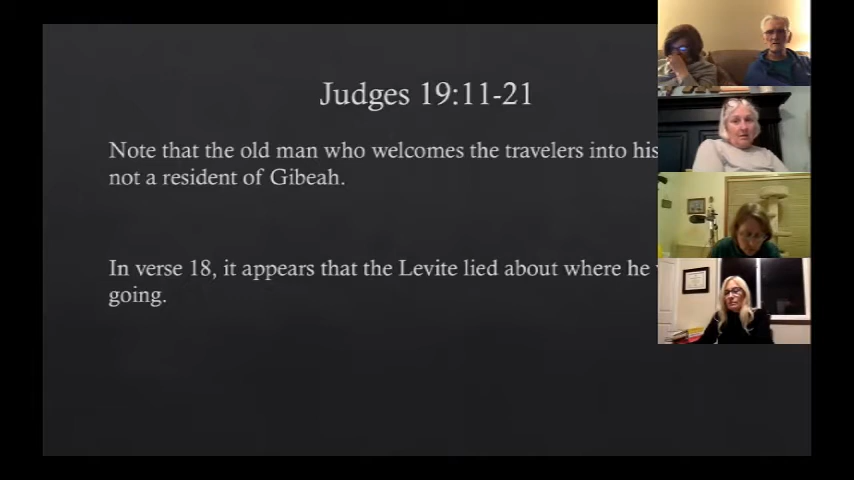 Judges 19:11-21
Note that the old man who welcomes the travelers into his
not a resident of Gibeah.
In verse 18, it appears that the Levite lied about where he
going.